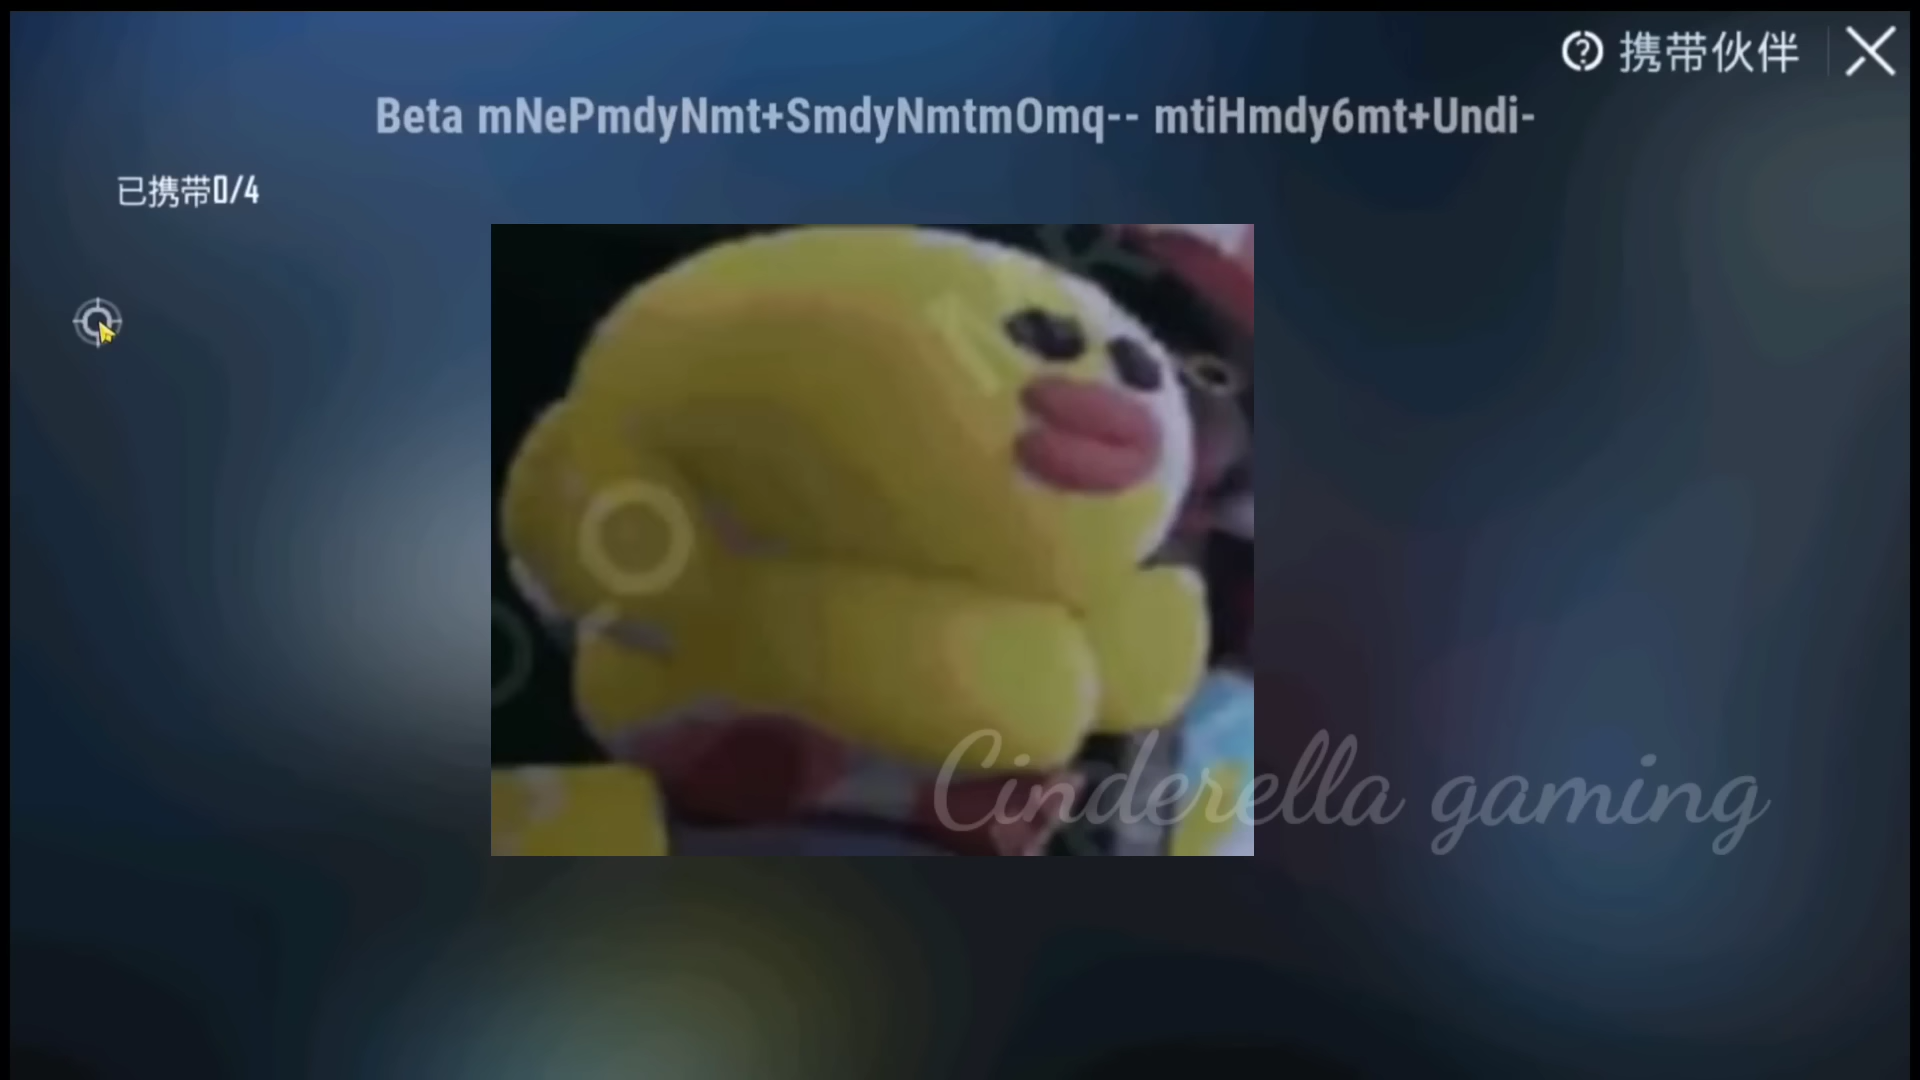 携带伙伴
Beta mNePmdyNmt+SmdyNmtmOmq-- mtiHmdy6mt+Undi-
已携带0/4
Cinderella gaming